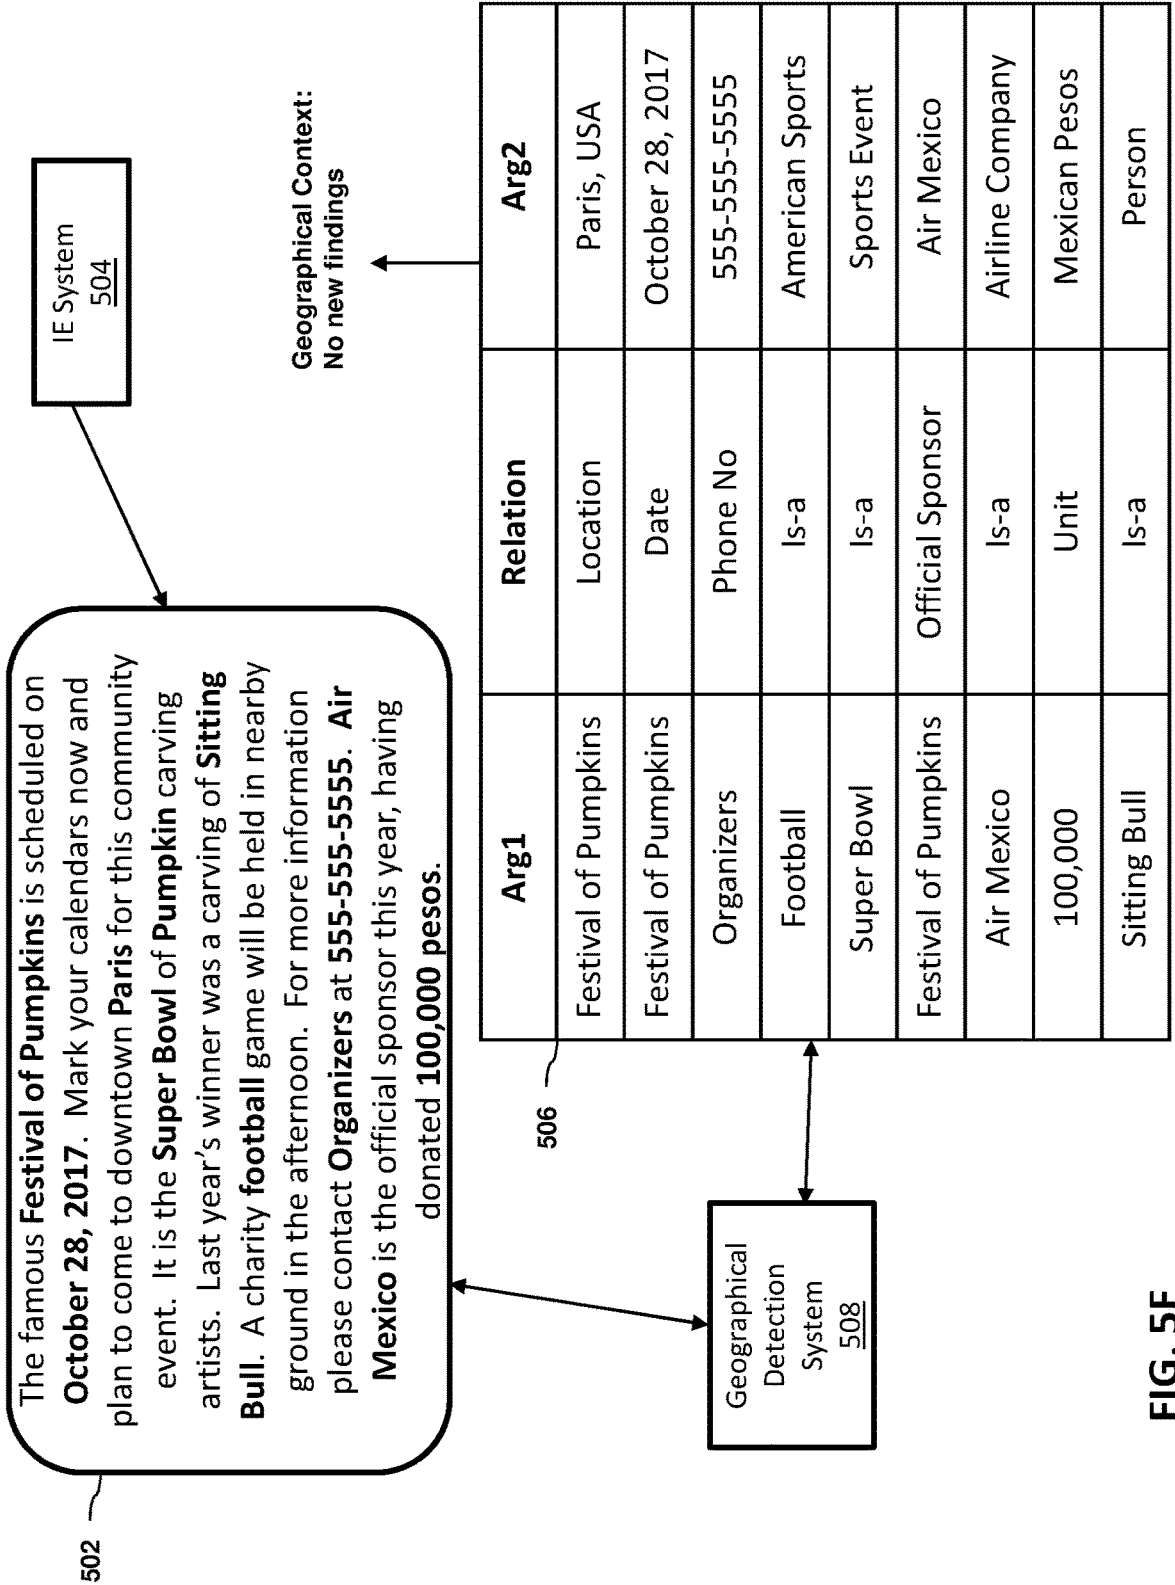 502
The famous Festival of Pumpkins is scheduled on
October 28, 2017. Mark your calendars now and
plan to come to downtown Paris for this community
event. It is the Super Bowl of Pumpkin carving
artists. Last year's winner was a carving of Sitting
Bull. A charity football game will be held in nearby
ground in the afternoon. For more information
please contact Organizers at 555-555-5555. Air
Mexico is the official sponsor this year, having
donated 100,000 pesos.
IE System
504
Geographical Context:
No new findings
506
Arg1 Relation Arg2
Festival of Pumpkins Location Paris, USA
Festival of Pumpkins Date October 28, 2017
Organizers Phone No 555-555-5555
Football Is-a American Sports
Super Bowl Is-a Sports Event
Festival of Pumpkins Official Sponsor Air Mexico
Air Mexico Is-a Airline Company
100,000 Unit Mexican Pesos
Sitting Bull Is-a Person
Geographical
Detection
System
508
FIG. 5F